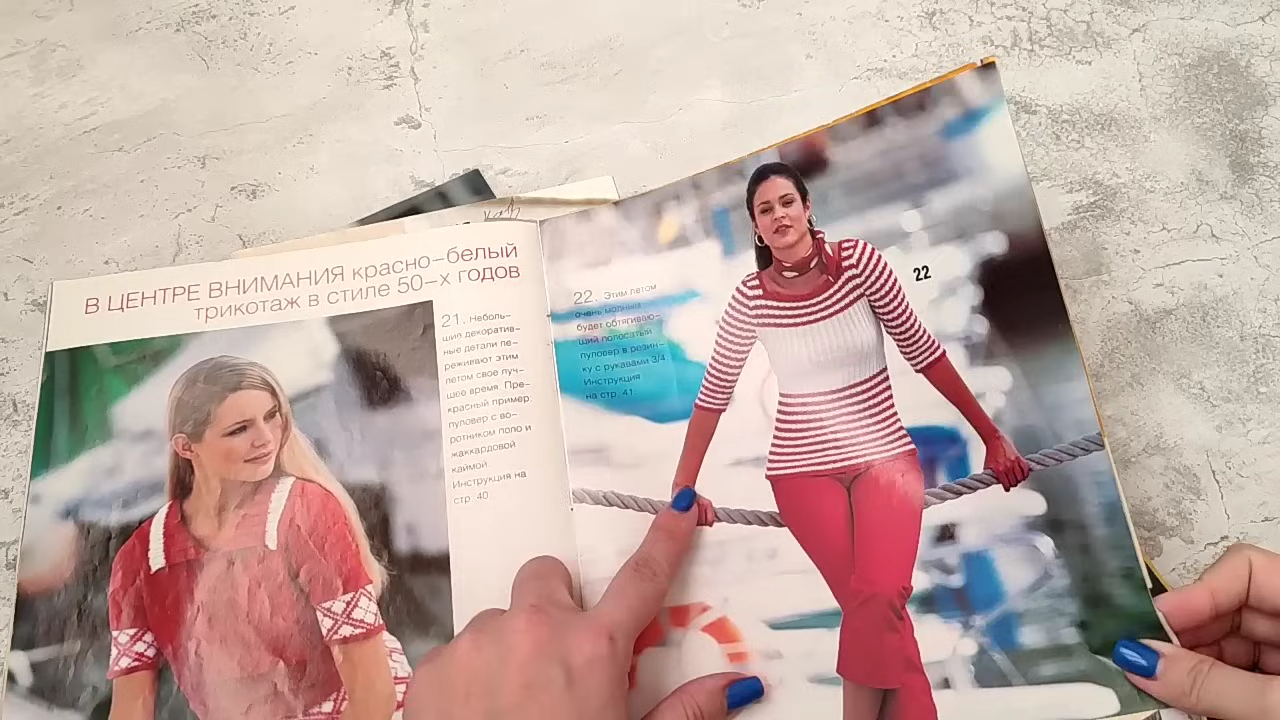 В ЦЕНТРЕ ВНИМАНИЯ красно-белый
трикотаж в стиле 50-х годов
21. Неболь-
шие декоратив-
ные детали пе-
реживают этим
летом свое луч-
шее время. Пре-
красный пример:
пуловер с во-
ротником поло и
жаккардовой
каймой.
Инструкция на
стр. 40.
22. Этим летом
очень модным
будет обтягиваю-
щий полосатый
пуловер в резин-
ку с рукавами 3/4.
Инструкция
на стр. 41.
22